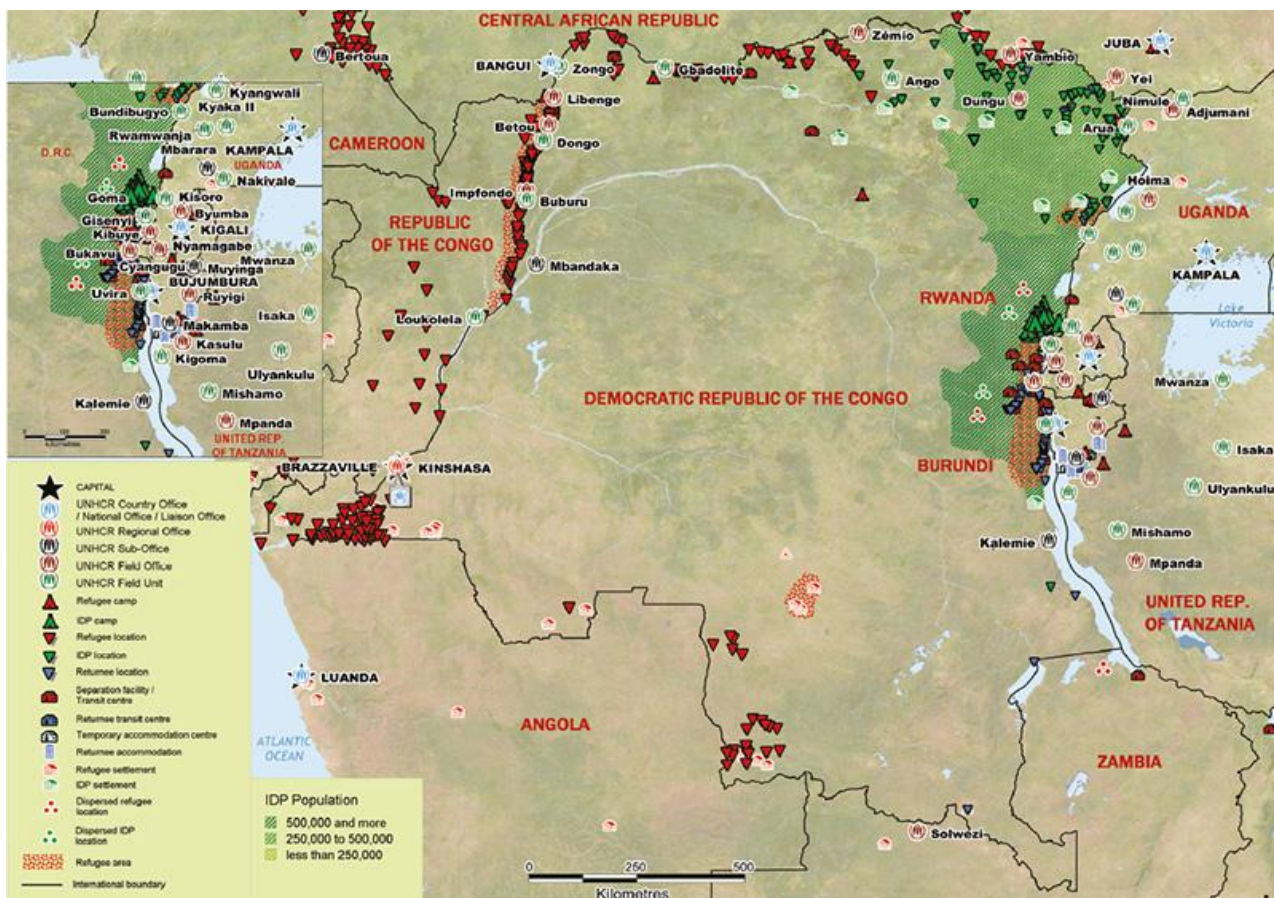 CENTRAL AFRICAN REPUBLIC
Bertoua
BANGUI
Zongo
Gbadolite
Zémio
Ango
Yambio
JUBA
Yei
Dungu
Nimule
Adjumani
Arua
Libenge
Betou
Dongo
CAMEROON
Impfondo
Buburu
REPUBLIC
OF THE CONGO
Mbandaka
Loukolela
Hoima
UGANDA
KAMPALA
RWANDA
Lake
Victoria
Mwanza
DEMOCRATIC REPUBLIC OF THE CONGO
BURUNDI
Isaka
Ulyankulu
BRAZZAVILLE
KINSHASA
Kalemie
Mishamo
Mpanda
UNITED REP.
OF TANZANIA
LUANDA
ANGOLA
ATLANTIC
OCEAN
ZAMBIA
Solwezi
Kyangwali
Bundibugyo
Kyaka II
Rwamwanja
KAMPALA
Mbarara
D.R.C.
UGANDA
Nakivale
Goma
Kisoro
Gisenyi
Byumba
Kibuye
KIGALI
Nyamagabe
Bukavu
Mwanza
Cyangugu
Muyinga
BUJUMBURA
Uvira
Ruyigi
Isaka
Makamba
Kasulu
Kigoma
Ulyankulu
Mishamo
Kalemie
Mpanda
UNITED REP.
OF TANZANIA
CAPITAL
UNHCR Country Office
/ National Office / Liaison Office
UNHCR Regional Office
UNHCR Sub-Office
UNHCR Field Office
UNHCR Field Unit
Refugee camp
IDP camp
Refugee location
IDP location
Returnee location
Separation facility /
Transit centre
Returnee transit centre
Temporary accommodation centre
Returnee accommodation
Refugee settlement
IDP settlement
Dispersed refugee
location
Dispersed IDP
location
Refugee area
International boundary
IDP Population
500,000 and more
250,000 to 500,000
less than 250,000
0 250 500
Kilometres